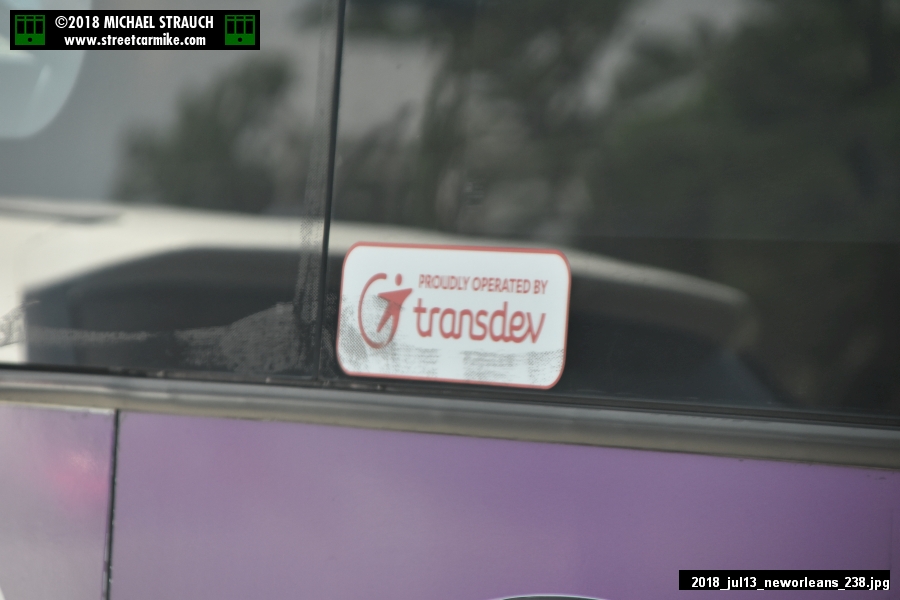 ©2018 MICHAEL STRAUCH
www.streetcarmike.com
PROUDLY OPERATED BY
transdev
2018_jul13_neworleans_238.jpg